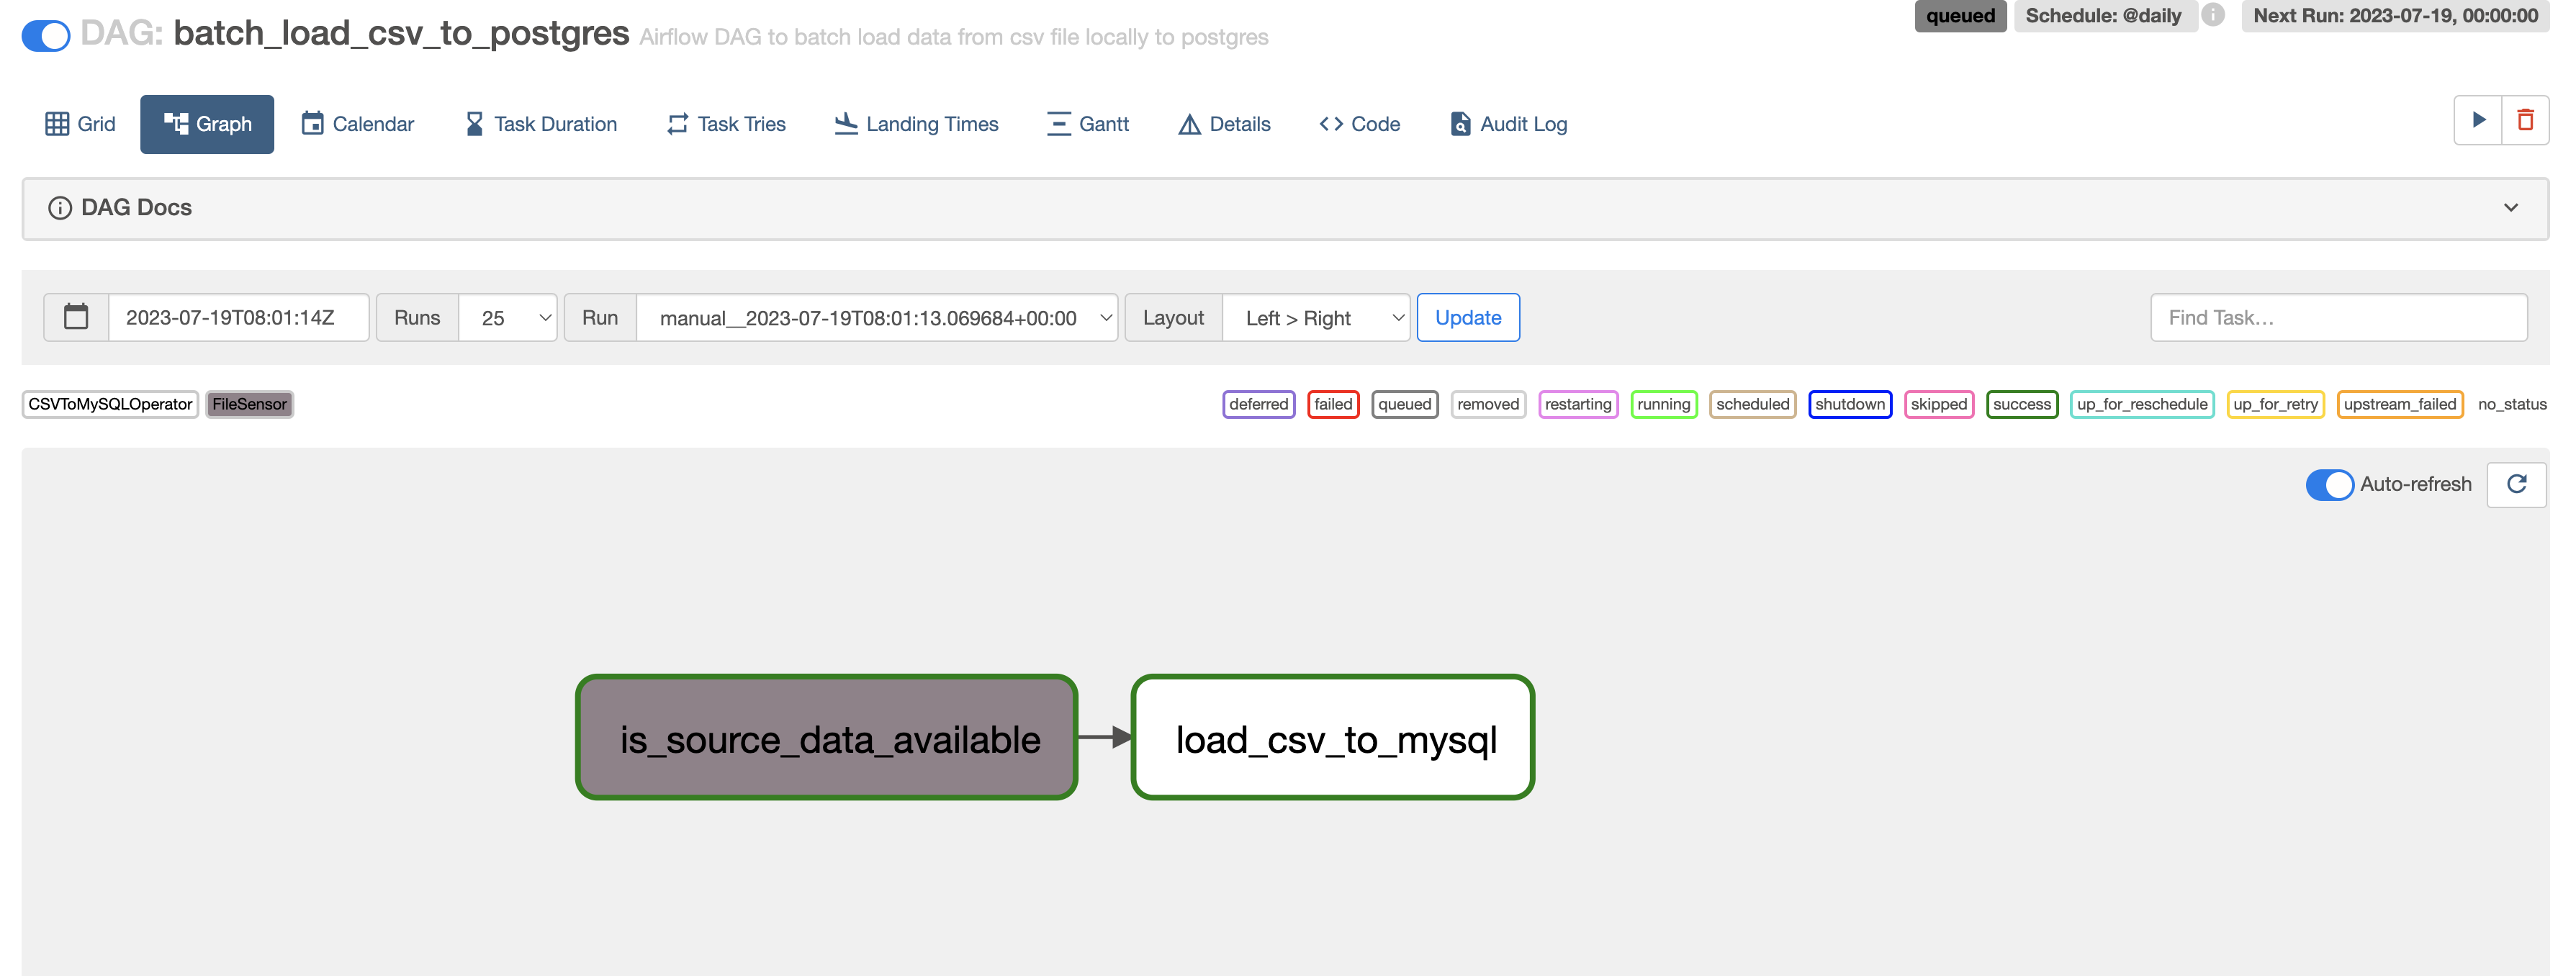 DAG: batch_load_csv_to_postgres Airflow DAG to batch load data from csv file locally to postgres
queued Schedule: @daily Next Run: 2023-07-19, 00:00:00
Grid Graph Calendar Task Duration Task Tries Landing Times Gantt Details Code Audit Log
DAG Docs
2023-07-19T08:01:14Z Runs 25 Run manual__2023-07-19T08:01:13.069684+00:00 Layout Left > Right Update Find Task...
CSVToMySQLOperator FileSensor deferred failed queued removed restarting running scheduled shutdown skipped success up_for_reschedule up_for_retry upstream_failed no_status
Auto-refresh
is_source_data_available load_csv_to_mysql